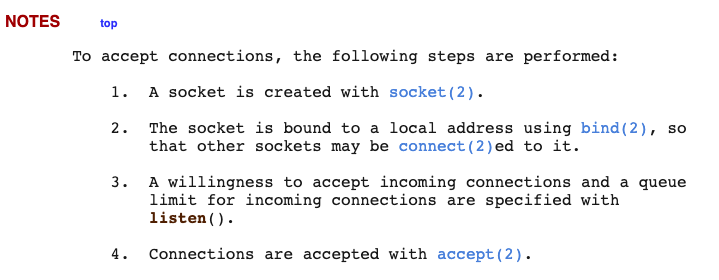 NOTES top
To accept connections, the following steps are performed:
1. A socket is created with socket(2).
2. The socket is bound to a local address using bind(2), so
that other sockets may be connect(2)ed to it.
3. A willingness to accept incoming connections and a queue
limit for incoming connections are specified with
listen().
4. Connections are accepted with accept(2).